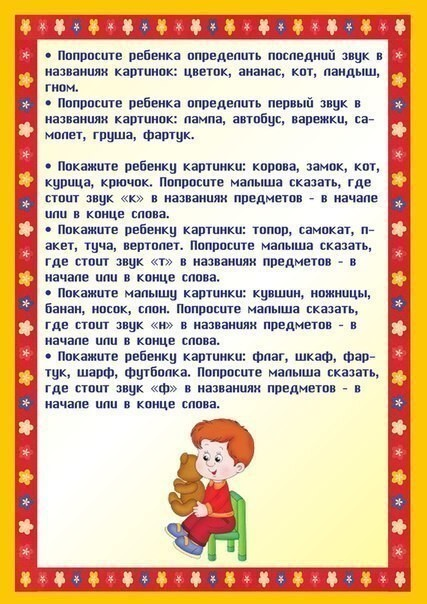 • Попросите ребенка определить последний звук в
названиях картинок: цветок, ананас, кот, ландыш,
гном.
• Попросите ребенка определить первый звук в
названиях картинок: лампа, автобус, варежки, са-
молет, груша, фартук.
• Покажите ребенку картинки: корова, замок, кот,
курица, крючок. Попросите малыша сказать, где
стоит звук «к» в названиях предметов - в начале
или в конце слова.
• Покажите ребенку картинки: топор, самокат, п-
акет, туча, вертолет. Попросите малыша сказать,
где стоит звук «т» в названиях предметов - в
начале или в конце слова.
• Покажите малышу картинки: кувшин, ножницы,
банан, носок, слон. Попросите малыша сказать,
где стоит звук «н» в названиях предметов - в
начале или в конце слова.
• Покажите ребенку картинки: флаг, шкаф, фар-
тук, шарф, футболка. Попросите малыша сказать,
где стоит звук «ф» в названиях предметов - в
начале или в конце слова.